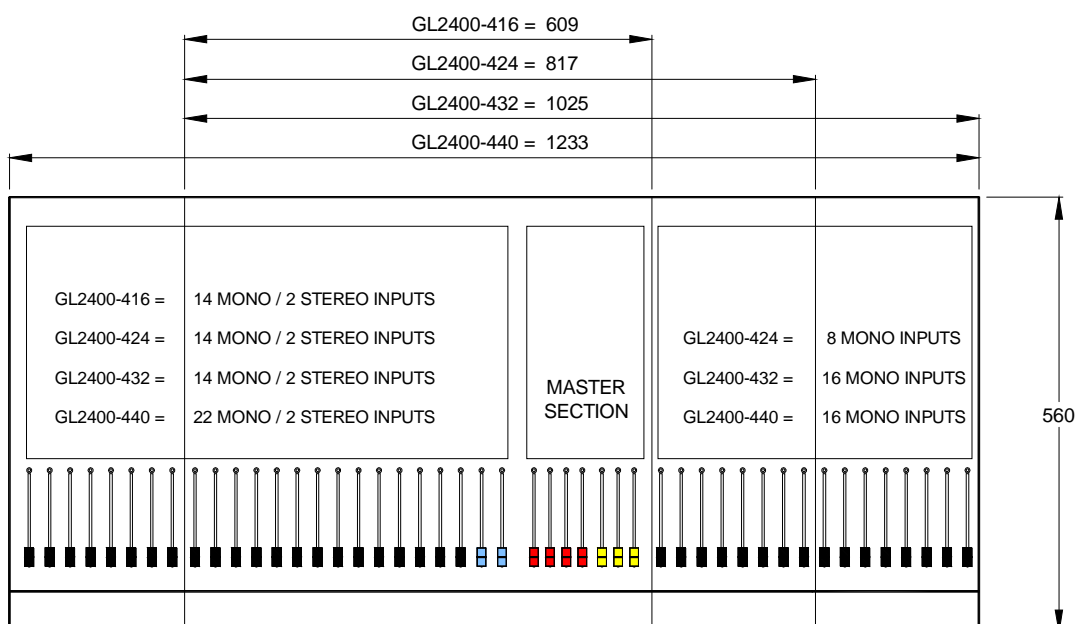 GL2400-416 = 609
GL2400-424 = 817
GL2400-432 = 1025
GL2400-440 = 1233
GL2400-416 = 14 MONO / 2 STEREO INPUTS
GL2400-424 = 14 MONO / 2 STEREO INPUTS
GL2400-432 = 14 MONO / 2 STEREO INPUTS
GL2400-440 = 22 MONO / 2 STEREO INPUTS
MASTER
SECTION
GL2400-424 = 8 MONO INPUTS
GL2400-432 = 16 MONO INPUTS
GL2400-440 = 16 MONO INPUTS
560